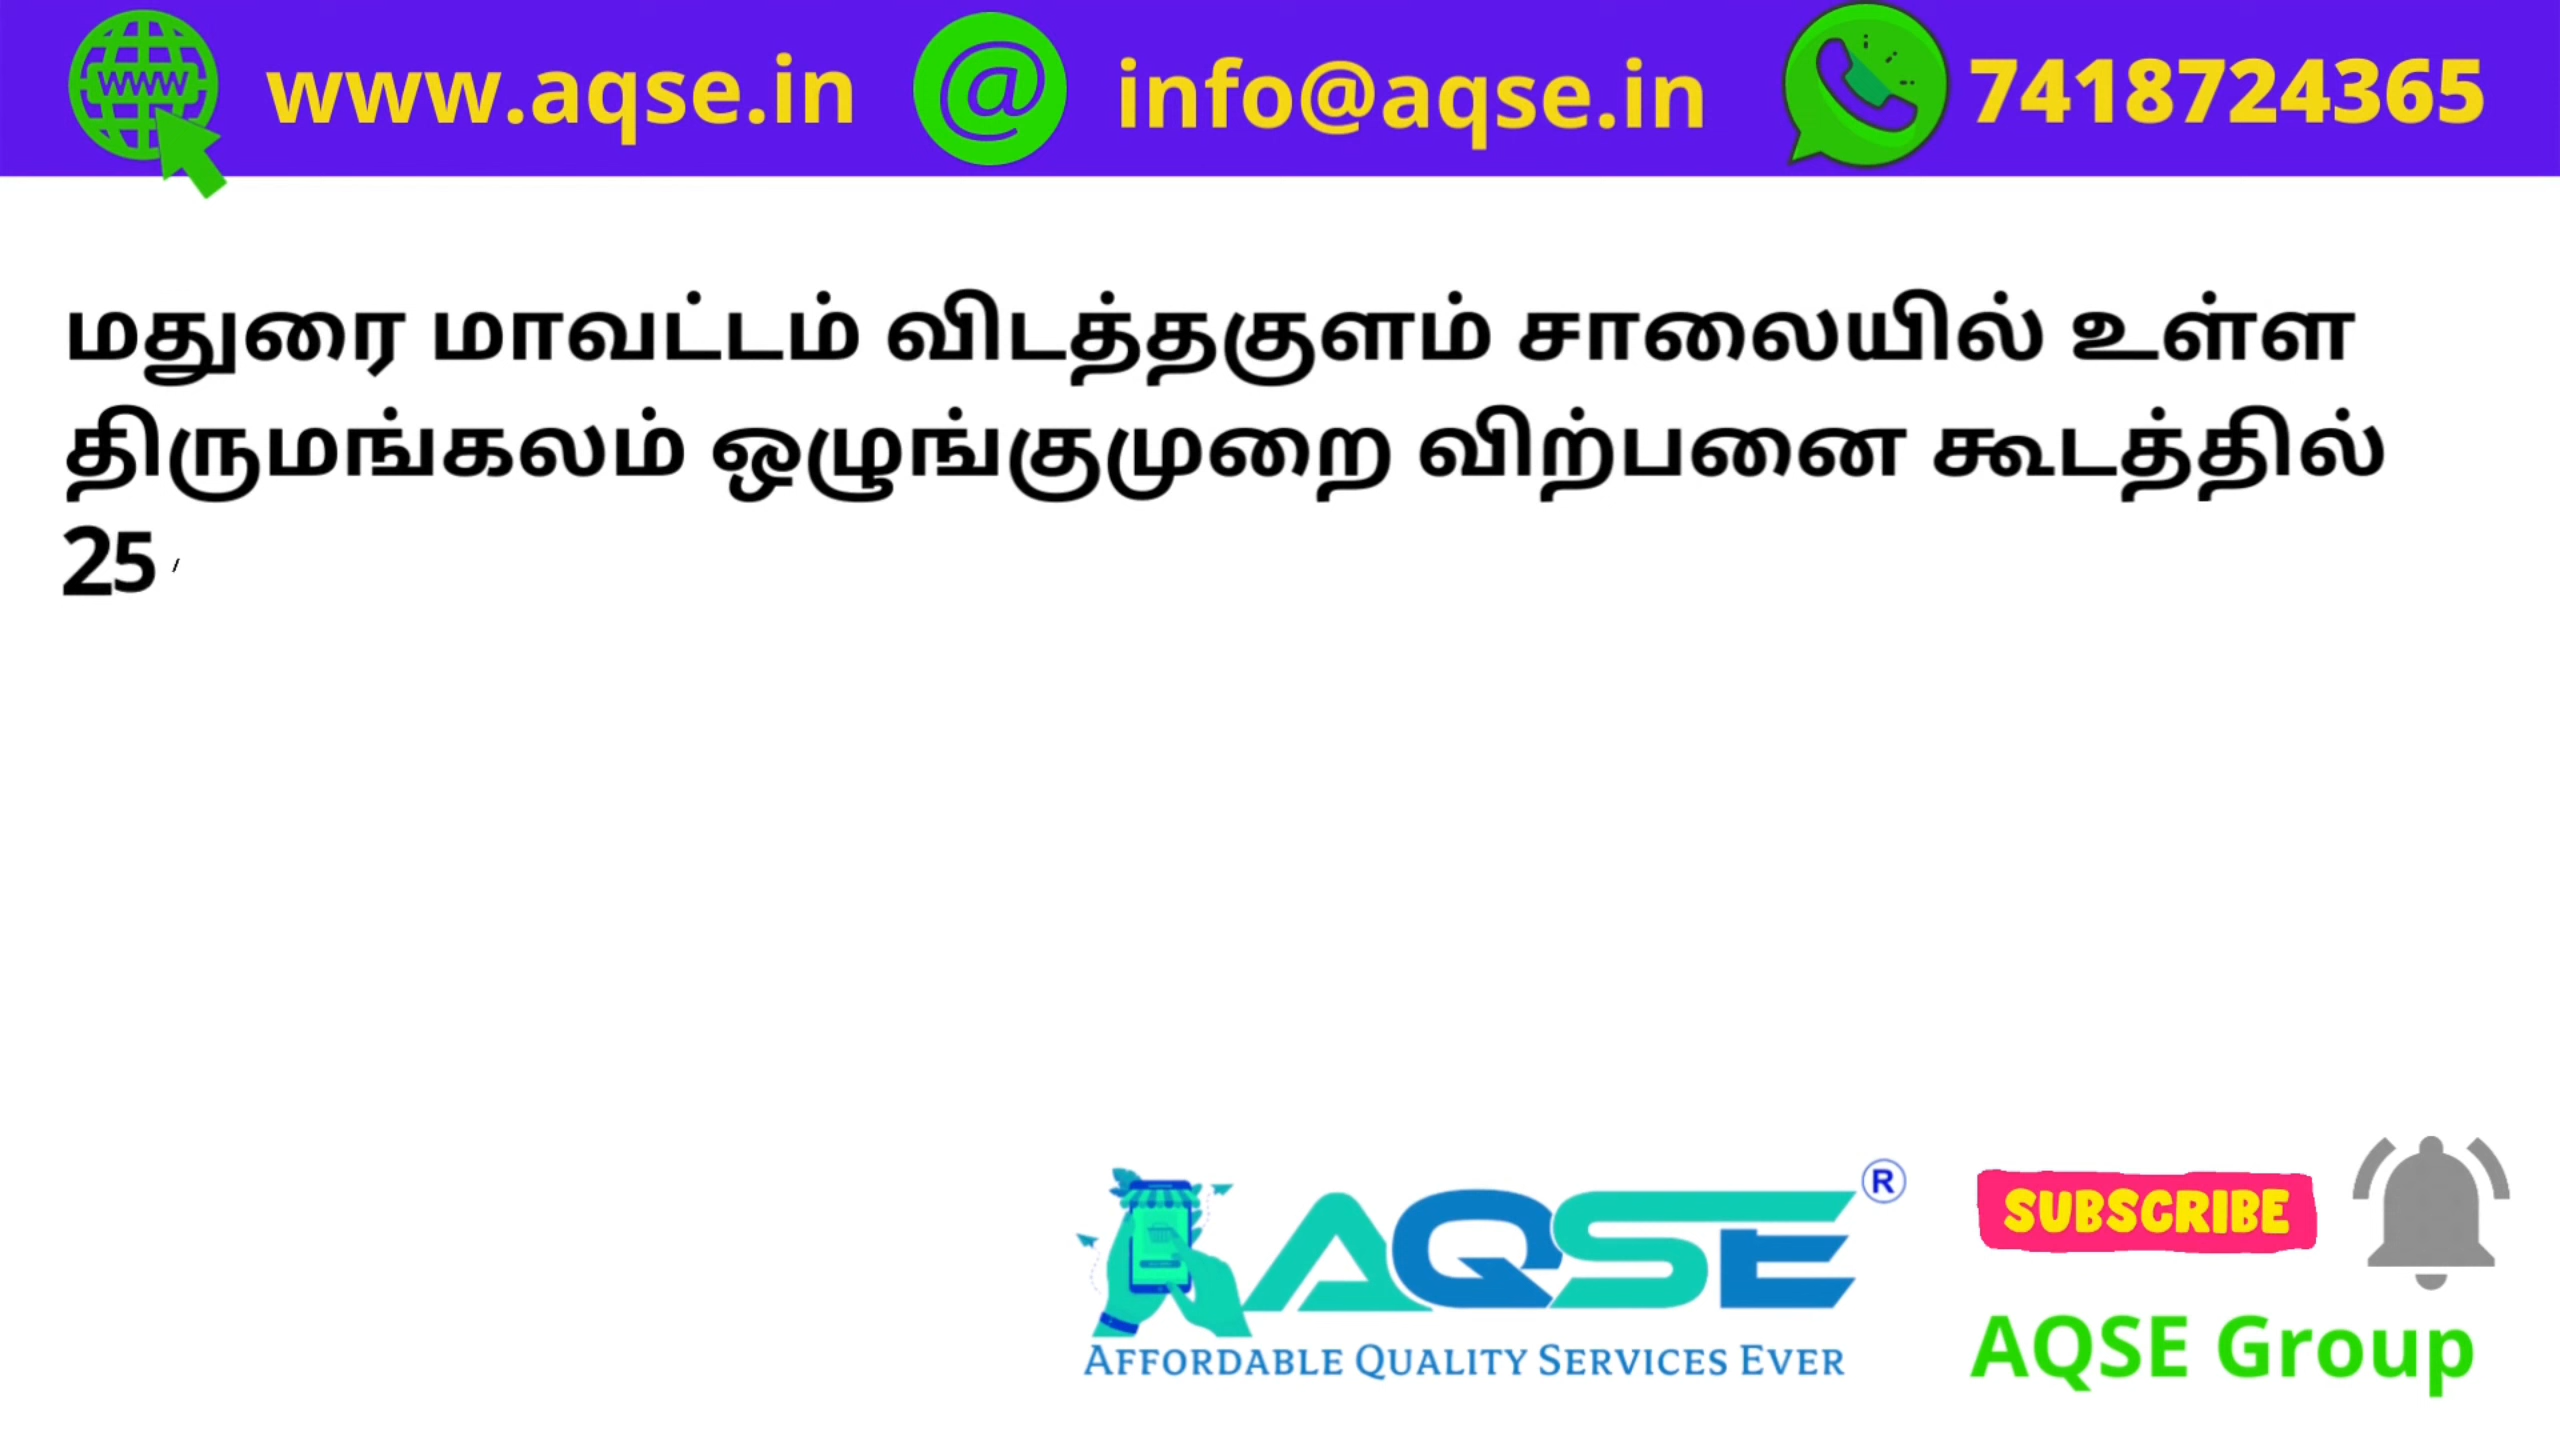 www
www.aqse.in
@
info@aqse.in
7418724365
மதுரை மாவட்டம் விடத்தகுளம் சாலையில் உள்ள
திருமங்கலம் ஒழுங்குமுறை விற்பனை கூடத்தில்
25
AQSE®
AFFORDABLE QUALITY SERVICES EVER
SUBSCRIBE
AQSE Group